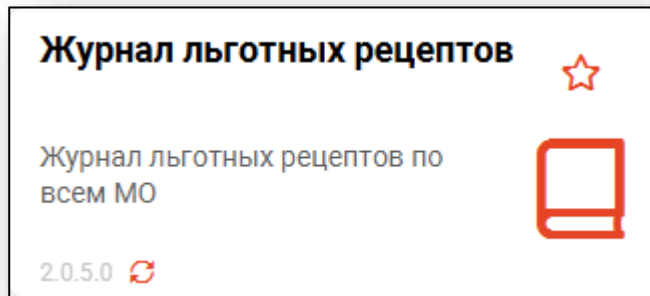 Журнал льготных рецептов
Журнал льготных рецептов по
всем МО
2.0.5.0